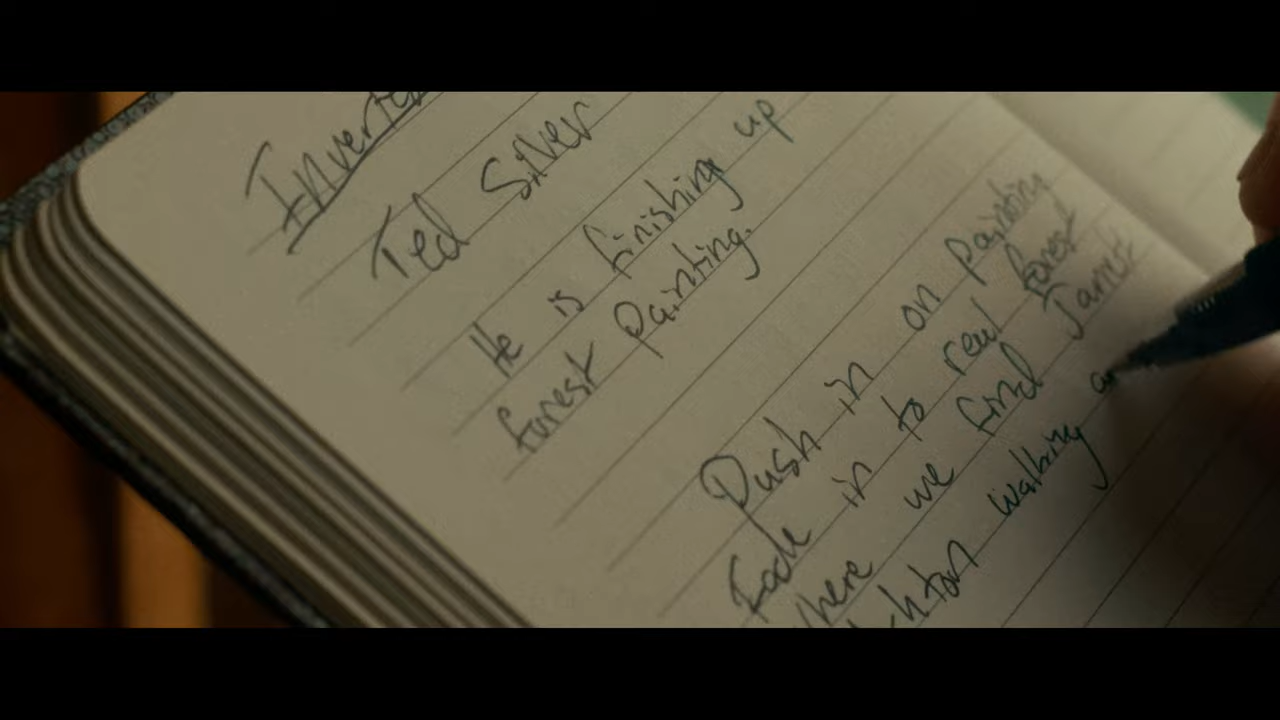 Ted Silver
He is finishing up
forest painting.
Push in on painting
Fade in to real forest
where we find Jarret
walking